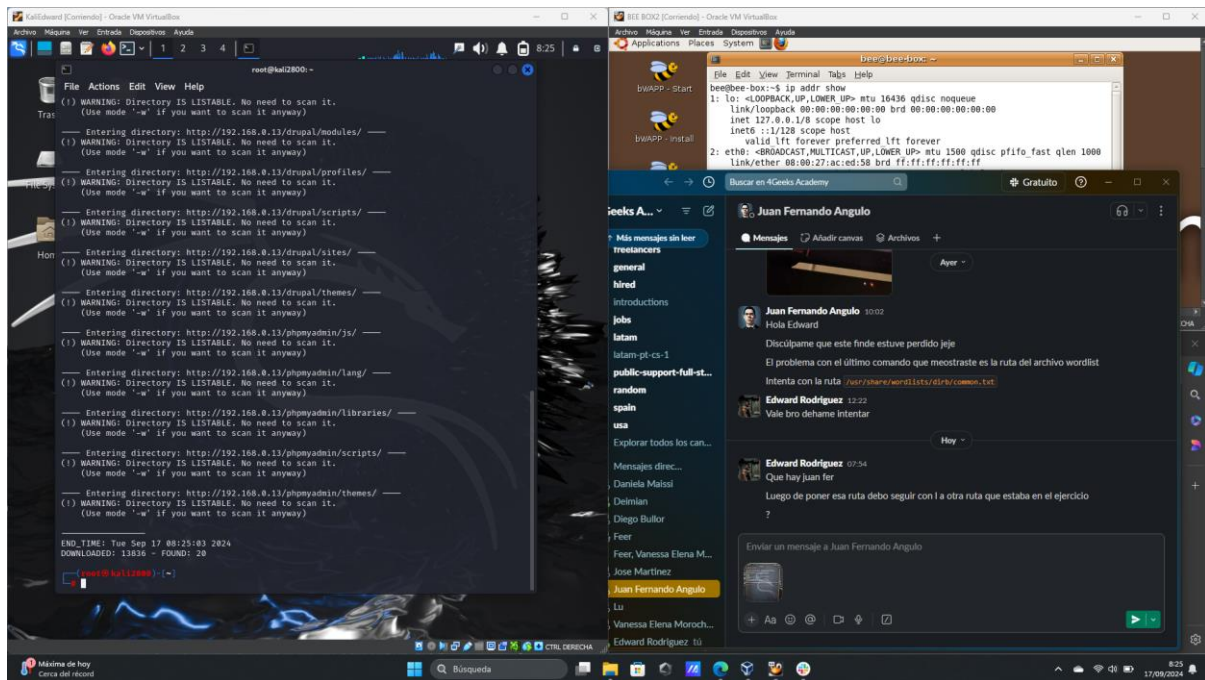 KaliEdward [Corriendo] - Oracle VM VirtualBox
Archivo Máquina Ver Entrada Dispositivos Ayuda
1 2 3 4
8:25
root@kali2800: ~
File Actions Edit View Help
(!) WARNING: Directory IS LISTABLE. No need to scan it.
(Use mode '-w' if you want to scan it anyway)
---- Entering directory: http://192.168.0.13/drupal/modules/ ----
(!) WARNING: Directory IS LISTABLE. No need to scan it.
(Use mode '-w' if you want to scan it anyway)
---- Entering directory: http://192.168.0.13/drupal/profiles/ ----
(!) WARNING: Directory IS LISTABLE. No need to scan it.
(Use mode '-w' if you want to scan it anyway)
---- Entering directory: http://192.168.0.13/drupal/scripts/ ----
(!) WARNING: Directory IS LISTABLE. No need to scan it.
(Use mode '-w' if you want to scan it anyway)
---- Entering directory: http://192.168.0.13/drupal/sites/ ----
(!) WARNING: Directory IS LISTABLE. No need to scan it.
(Use mode '-w' if you want to scan it anyway)
---- Entering directory: http://192.168.0.13/drupal/themes/ ----
(!) WARNING: Directory IS LISTABLE. No need to scan it.
(Use mode '-w' if you want to scan it anyway)
---- Entering directory: http://192.168.0.13/phpmyadmin/js/ ----
(!) WARNING: Directory IS LISTABLE. No need to scan it.
(Use mode '-w' if you want to scan it anyway)
---- Entering directory: http://192.168.0.13/phpmyadmin/lang/ ----
(!) WARNING: Directory IS LISTABLE. No need to scan it.
(Use mode '-w' if you want to scan it anyway)
---- Entering directory: http://192.168.0.13/phpmyadmin/libraries/ ----
(!) WARNING: Directory IS LISTABLE. No need to scan it.
(Use mode '-w' if you want to scan it anyway)
---- Entering directory: http://192.168.0.13/phpmyadmin/scripts/ ----
(!) WARNING: Directory IS LISTABLE. No need to scan it.
(Use mode '-w' if you want to scan it anyway)
---- Entering directory: http://192.168.0.13/phpmyadmin/themes/ ----
(!) WARNING: Directory IS LISTABLE. No need to scan it.
(Use mode '-w' if you want to scan it anyway)
END_TIME: Tue Sep 17 08:25:03 2024
DOWNLOADED: 13836 - FOUND: 20
(root㉿kali2800)-[~]
#
Tras
Hon
CTRL DERECHA
BEE BOX2 [Corriendo] - Oracle VM VirtualBox
Archivo Máquina Ver Entrada Dispositivos Ayuda
Applications Places System
bWAPP - Start
bWAPP - Install
bee@bee-box: ~
File Edit View Terminal Tabs Help
bee@bee-box:~$ ip addr show
1: lo: <LOOPBACK,UP,LOWER_UP> mtu 16436 qdisc noqueue
link/loopback 00:00:00:00:00:00 brd 00:00:00:00:00:00
inet 127.0.0.1/8 scope host lo
inet6 ::1/128 scope host
valid_lft forever preferred_lft forever
2: eth0: <BROADCAST,MULTICAST,UP,LOWER_UP> mtu 1500 qdisc pfifo_fast qlen 1000
link/ether 08:00:27:ac:ed:58 brd ff:ff:ff:ff:ff:ff
Buscar en 4Geeks Academy
Gratuito
Geeks A...
Más mensajes sin leer
freelancers
general
hired
introductions
jobs
latam
latam-pt-cs-1
public-support-full-st...
random
spain
usa
Explorar todos los can...
Mensajes direc...
Daniela Maissi
Deimian
Diego Bullor
Feer
Feer, Vanessa Elena M...
Jose Martinez
Juan Fernando Angulo
Lu
Vanessa Elena Moroch...
Edward Rodriguez tú
Juan Fernando Angulo
Mensajes Añadir canvas Archivos
Ayer
Juan Fernando Angulo 10:02
Hola Edward
Discúlpame que este finde estuve perdido jeje
El problema con el último comando que meostraste es la ruta del archivo wordlist
Intenta con la ruta /usr/share/wordlists/dirb/common.txt
Edward Rodriguez 12:22
Vale bro dehame intentar
Hoy
Edward Rodriguez 07:54
Que hay juan fer
Luego de poner esa ruta debo seguir con l a otra ruta que estaba en el ejercicio
?
Enviar un mensaje a Juan Fernando Angulo
Aa
Máxima de hoy
Cerca del récord
Búsqueda
8:25
17/09/2024